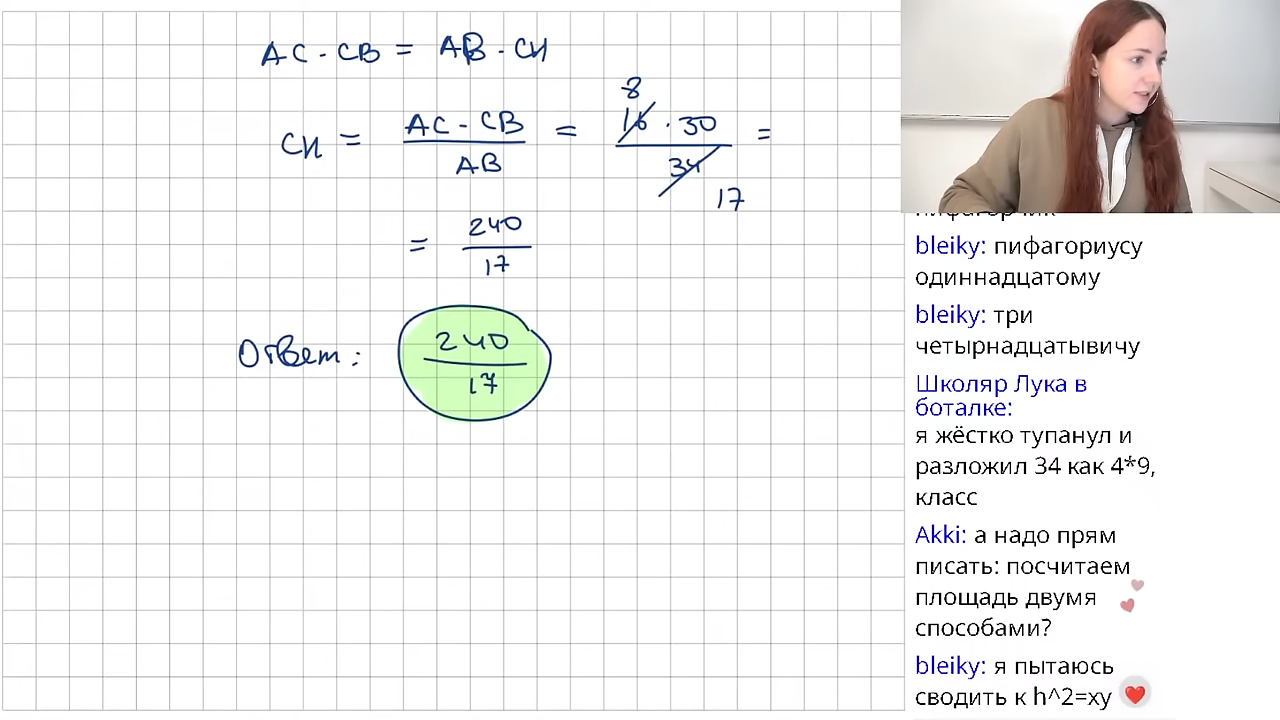 AC · CB = AB · CH
CH = AC · CB / AB = 16 · 30 / 34 =
8
17
= 240 / 17
Ответ: 240 / 17
bleiky: пифагориусу
одиннадцатому
bleiky: три
четырнадцатывичу
Школяр Лука в
боталке:
я жёстко тупанул и
разложил 34 как 4*9,
класс
Akki: а надо прям
писать: посчитаем
площадь двумя
способами?
bleiky: я пытаюсь
сводить к h^2=xy